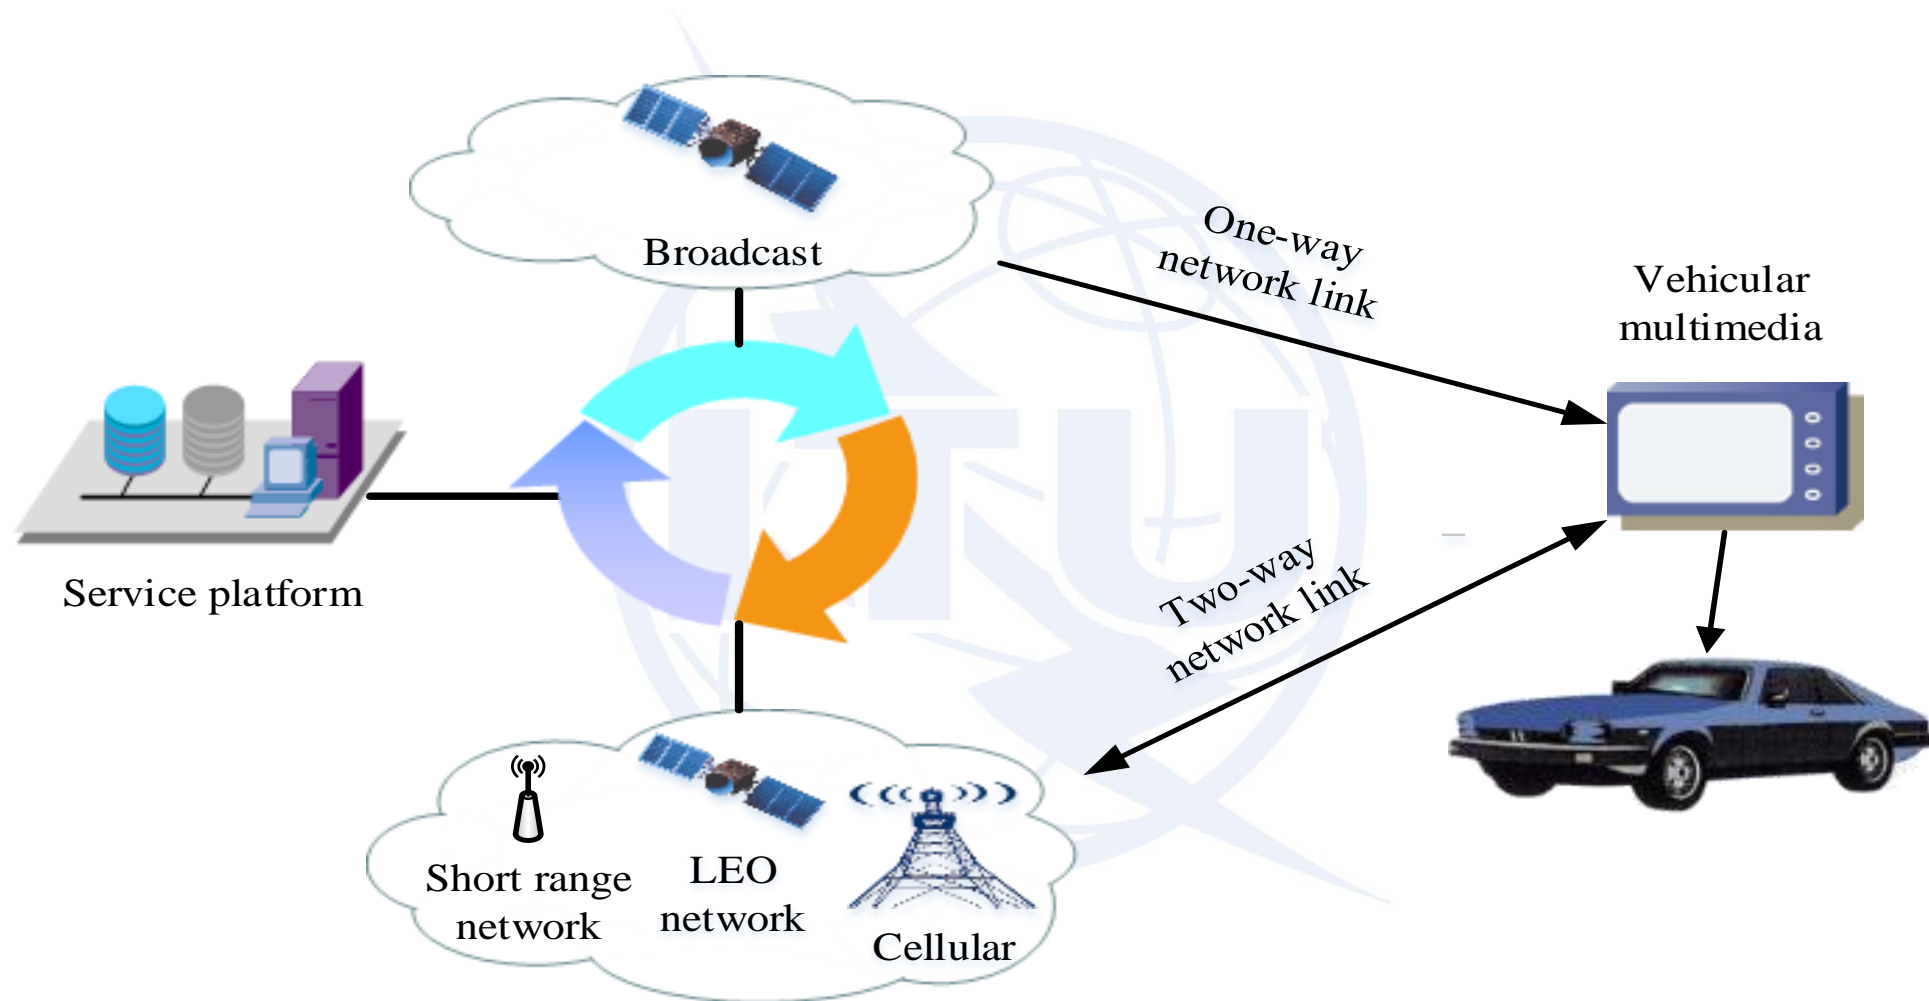 Broadcast
One-way
network link
Vehicular
multimedia
Service platform
Two-way
network link
Short range
network
LEO
network
Cellular
ITU